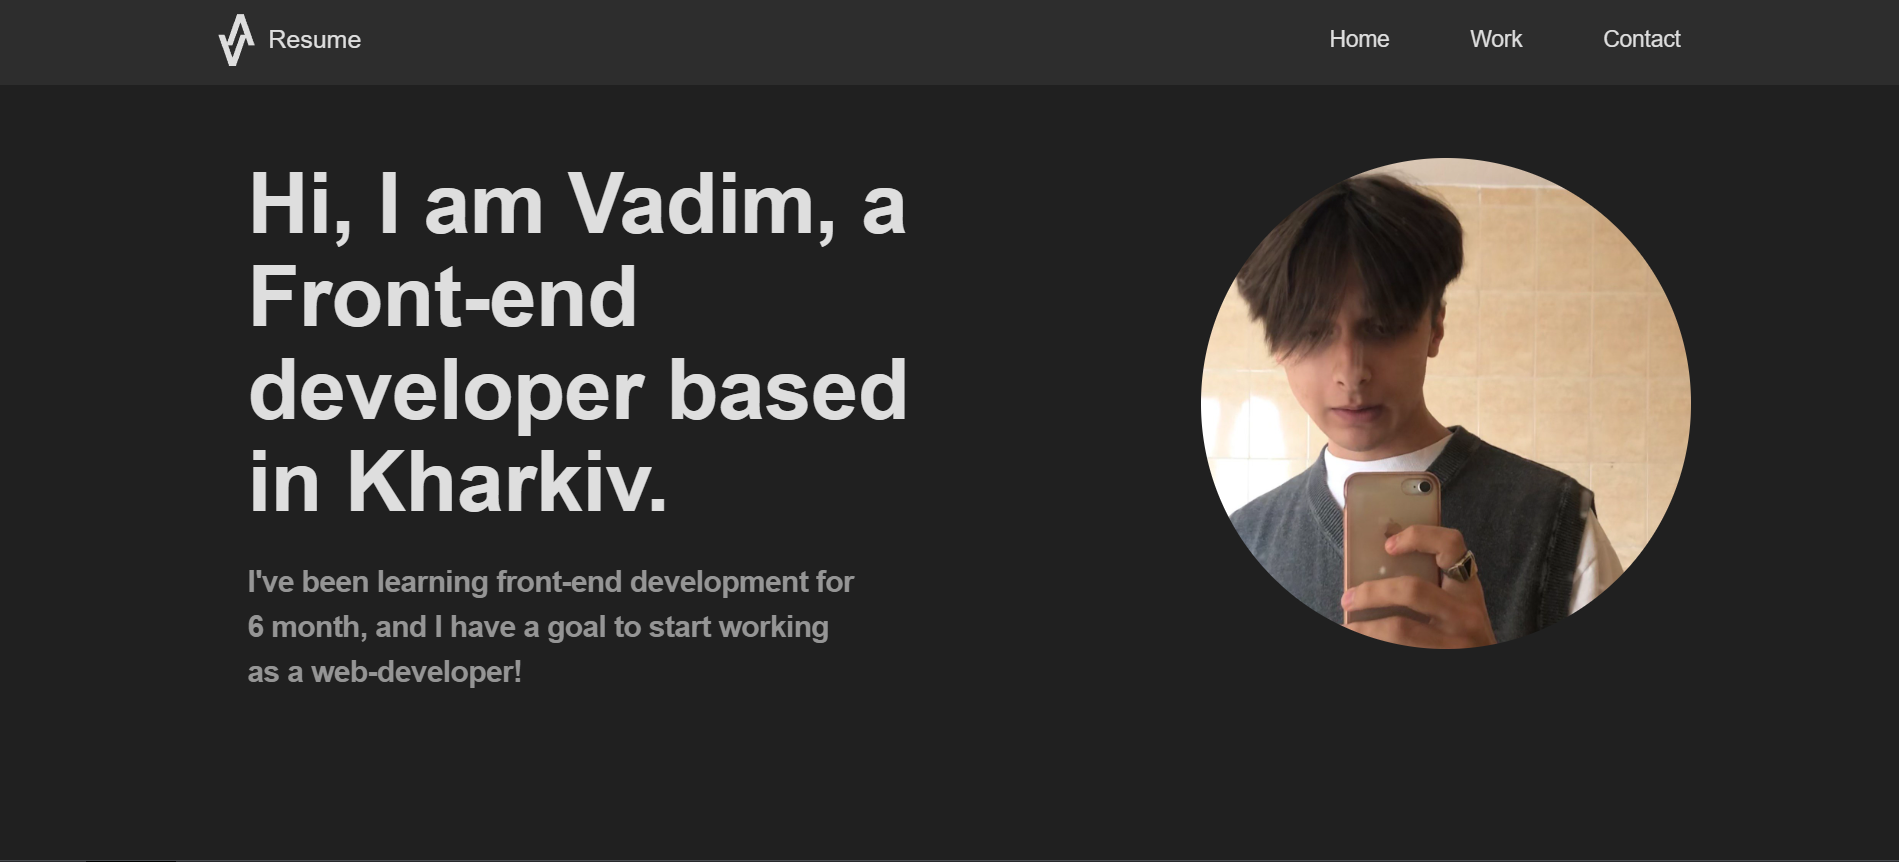 Resume
Home
Work
Contact
Hi, I am Vadim, a
Front-end
developer based
in Kharkiv.
I've been learning front-end development for
6 month, and I have a goal to start working
as a web-developer!